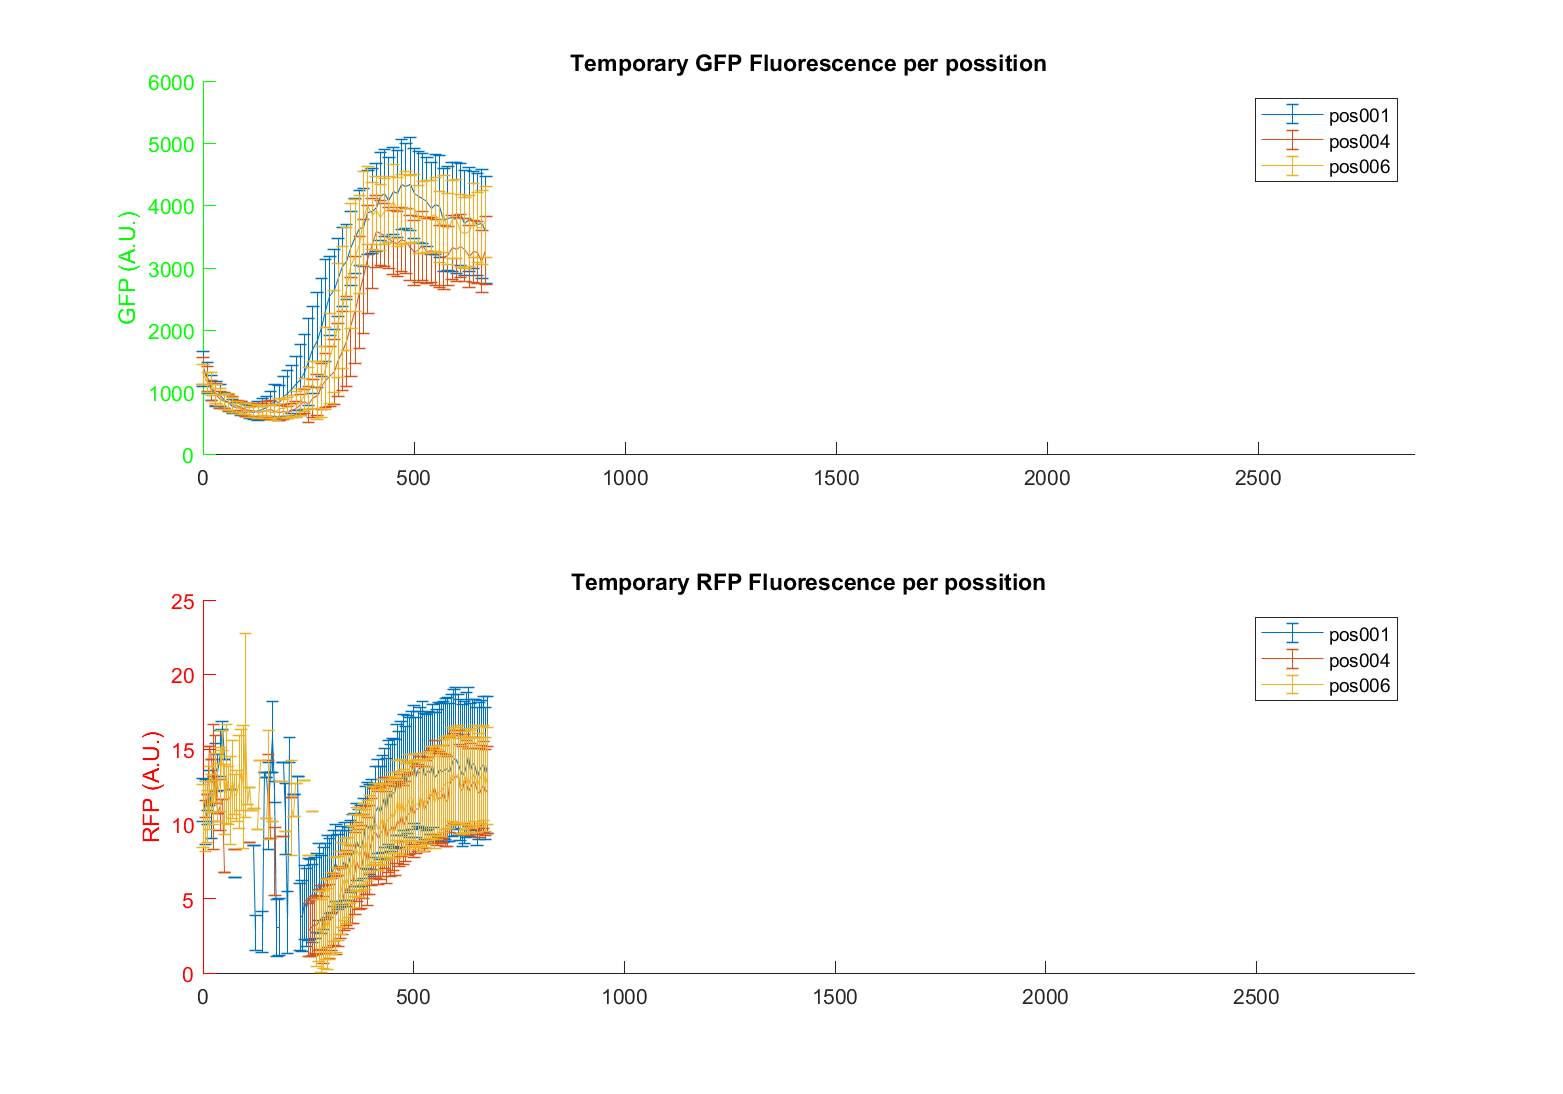 Temporary GFP Fluorescence per possition
6000
5000
4000
3000
2000
1000
0
GFP (A.U.)
pos001
pos004
pos006
0 500 1000 1500 2000 2500
Temporary RFP Fluorescence per possition
25
20
15
10
5
0
RFP (A.U.)
pos001
pos004
pos006
0 500 1000 1500 2000 2500